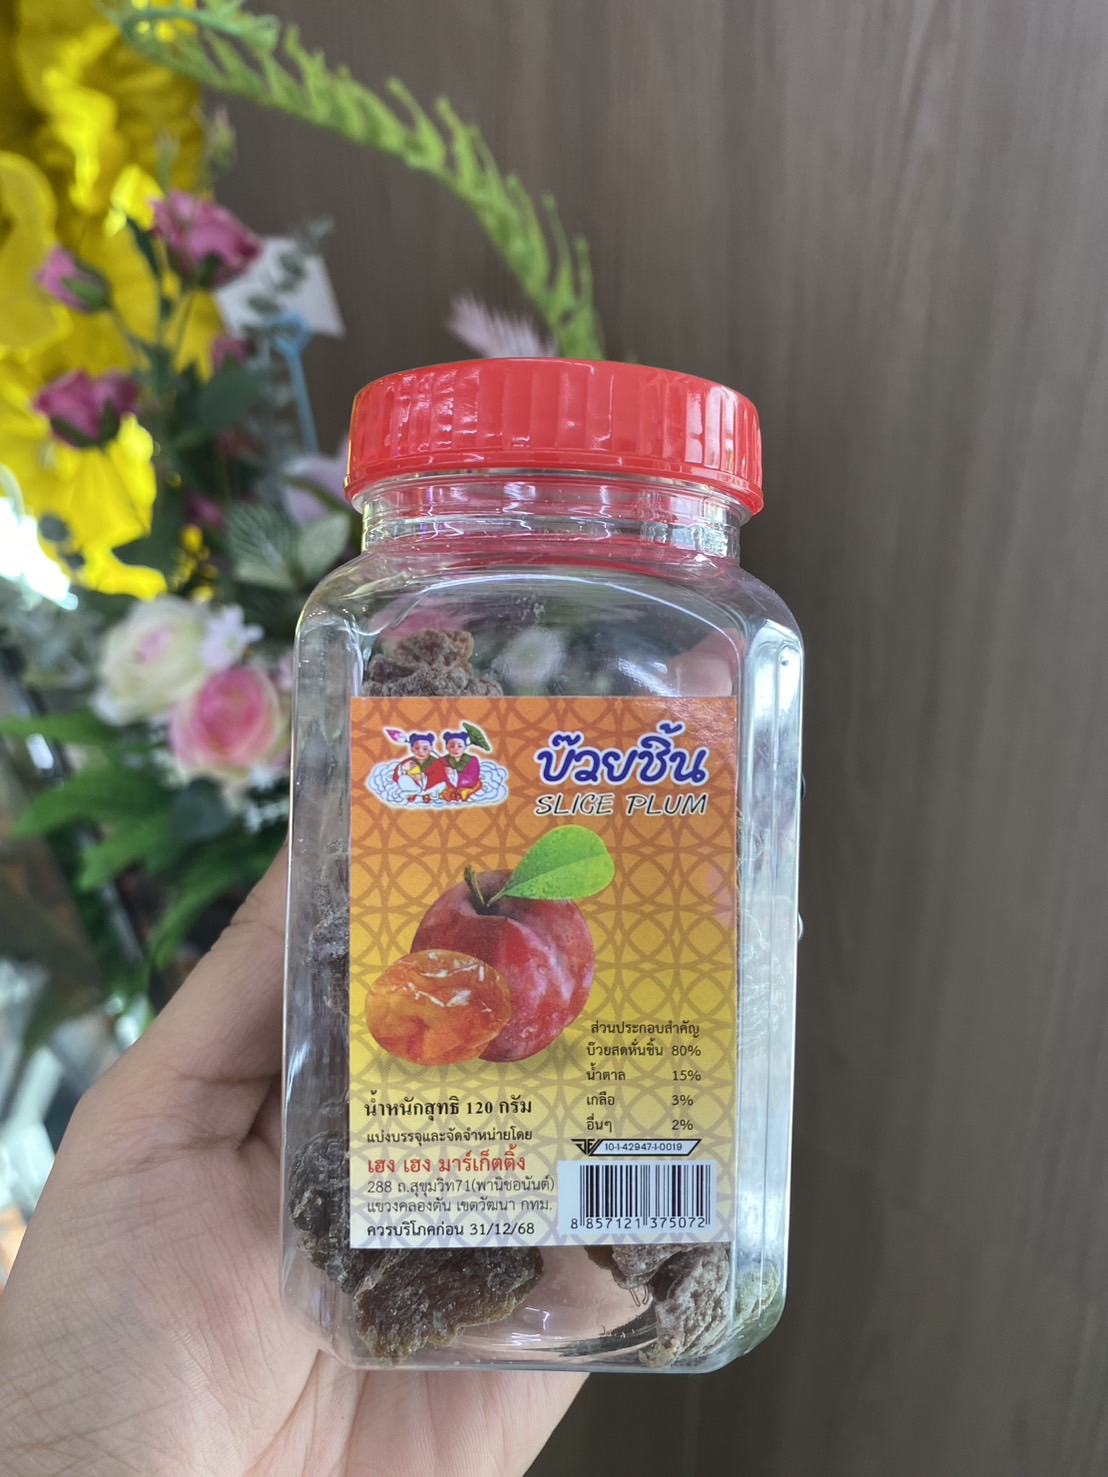 บ๊วยชิ้น
SLICE PLUM
ส่วนประกอบสำคัญ
บ๊วยสดหั่นชิ้น 80%
น้ำตาล 15%
เกลือ 3%
อื่นๆ 2%
น้ำหนักสุทธิ 120 กรัม
แบ่งบรรจุและจัดจำหน่ายโดย
เฮง เฮง มาร์เก็ตติ้ง
288 ถ.สุขุมวิท71(พานิชอนันต์)
แขวงคลองตัน เขตวัฒนา กทม.
ควรบริโภคก่อน 31/12/68
10-1-42947-1-0019
8 857121 375072